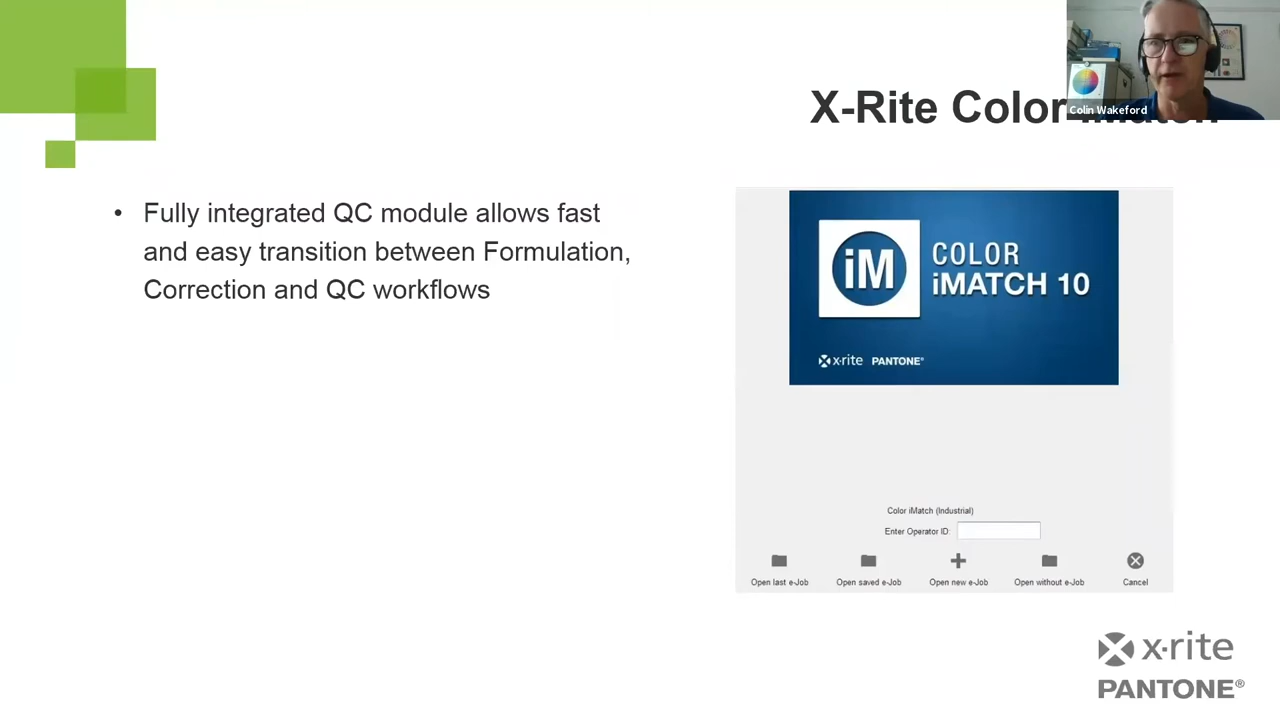 X-Rite Color iMatch
Colin Wakeford
• Fully integrated QC module allows fast
and easy transition between Formulation,
Correction and QC workflows
iM
COLOR
iMATCH 10
x·rite PANTONE®
Color iMatch (Industrial)
Enter Operator ID:
Open last e-Job
Open saved e-Job
Open new e-Job
Open without e-Job
Cancel
x·rite
PANTONE®